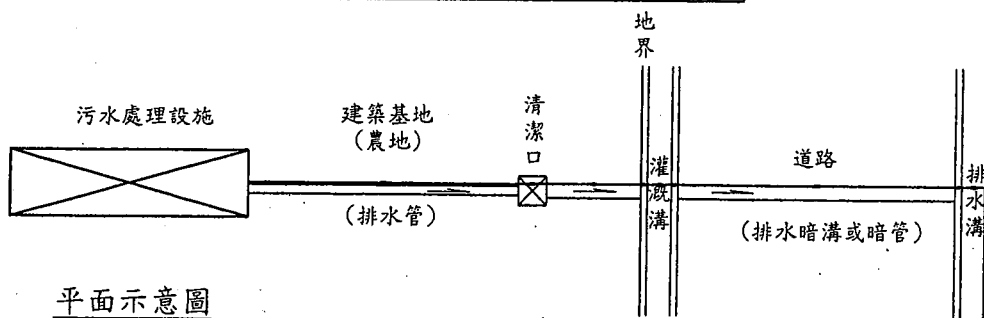 地界
污水處理設施
建築基地
(農地)
清潔口
道路
灌溉溝
排水溝
(排水管)
(排水暗溝或暗管)
平面示意圖